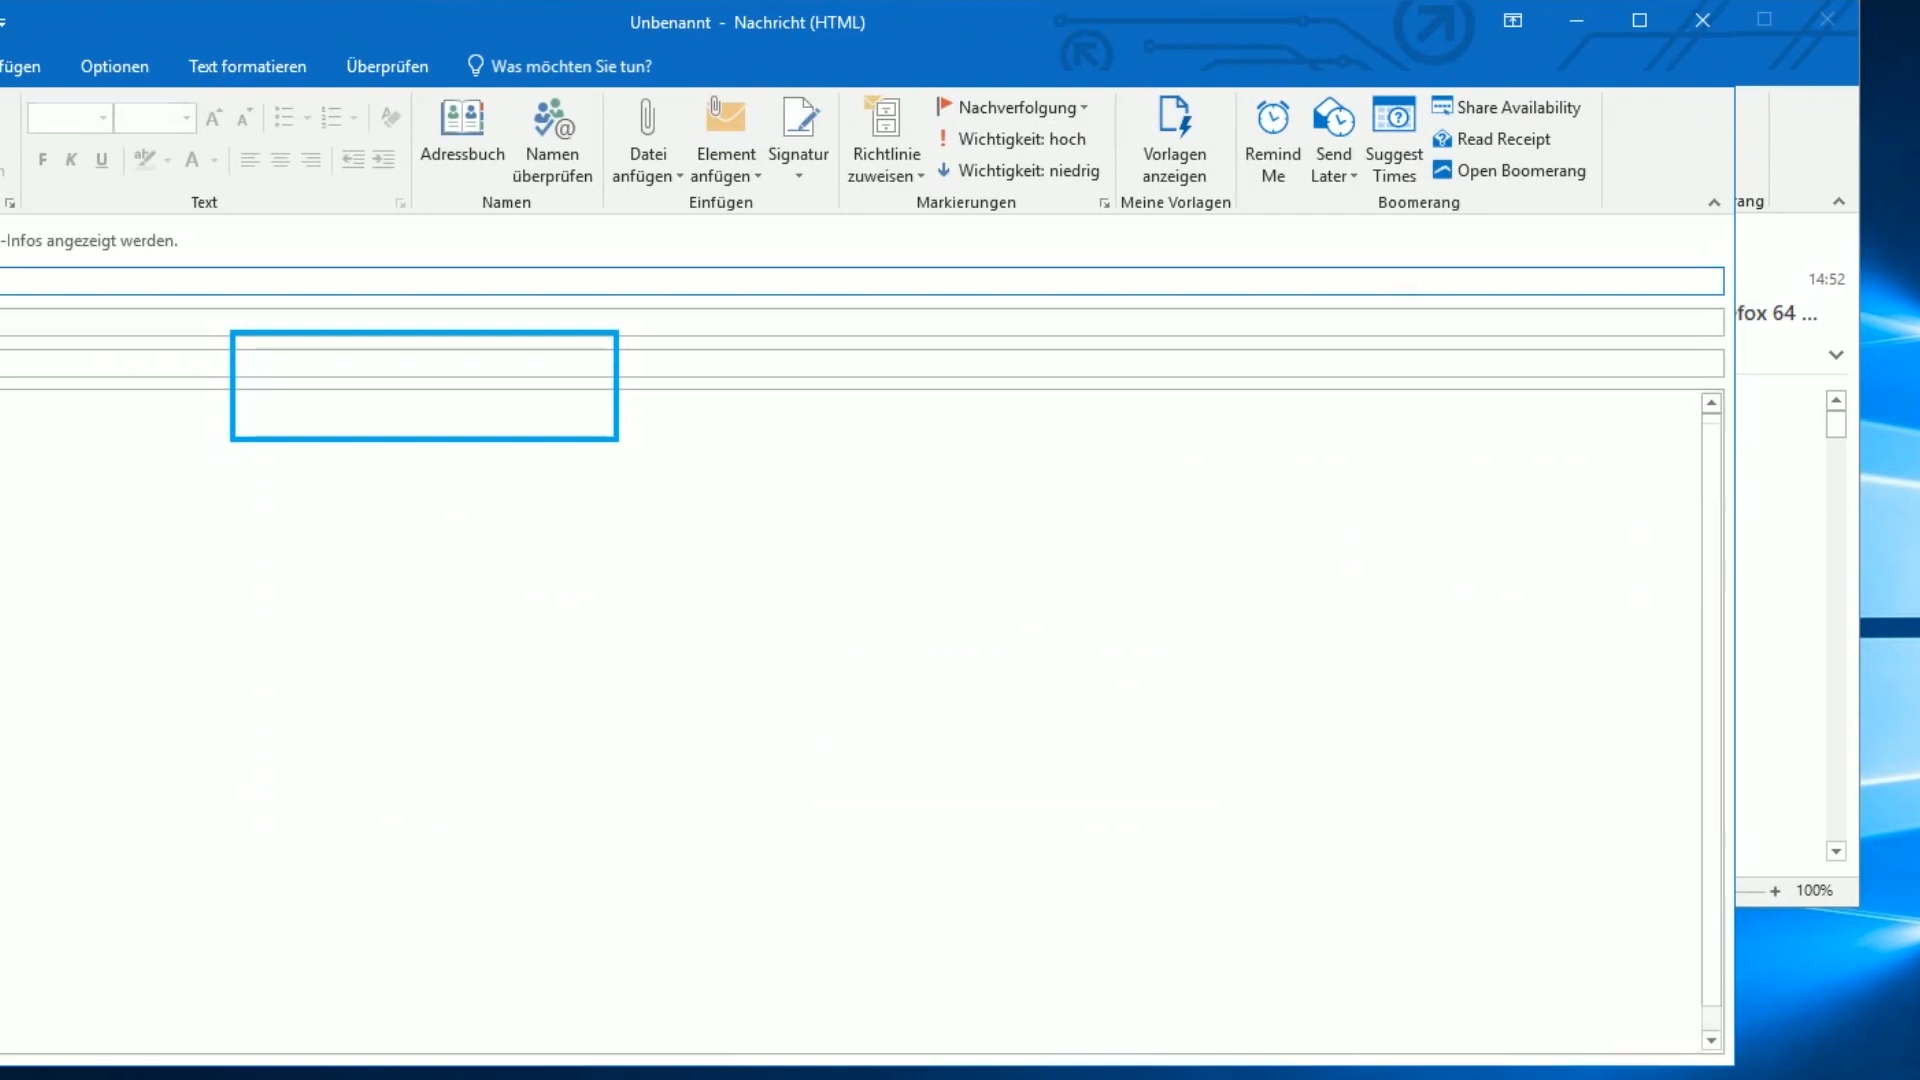 Unbenannt - Nachricht (HTML)
fügen Optionen Text formatieren Überprüfen Was möchten Sie tun?
F K U
Text
Adressbuch
Namen überprüfen
Namen
Datei anfügen
Element anfügen
Signatur
Einfügen
Richtlinie zuweisen
Nachverfolgung
Wichtigkeit: hoch
Wichtigkeit: niedrig
Markierungen
Vorlagen anzeigen
Meine Vorlagen
Remind Me
Send Later
Suggest Times
Share Availability
Read Receipt
Open Boomerang
Boomerang
ang
-Infos angezeigt werden.
14:52
fox 64 ...
100%